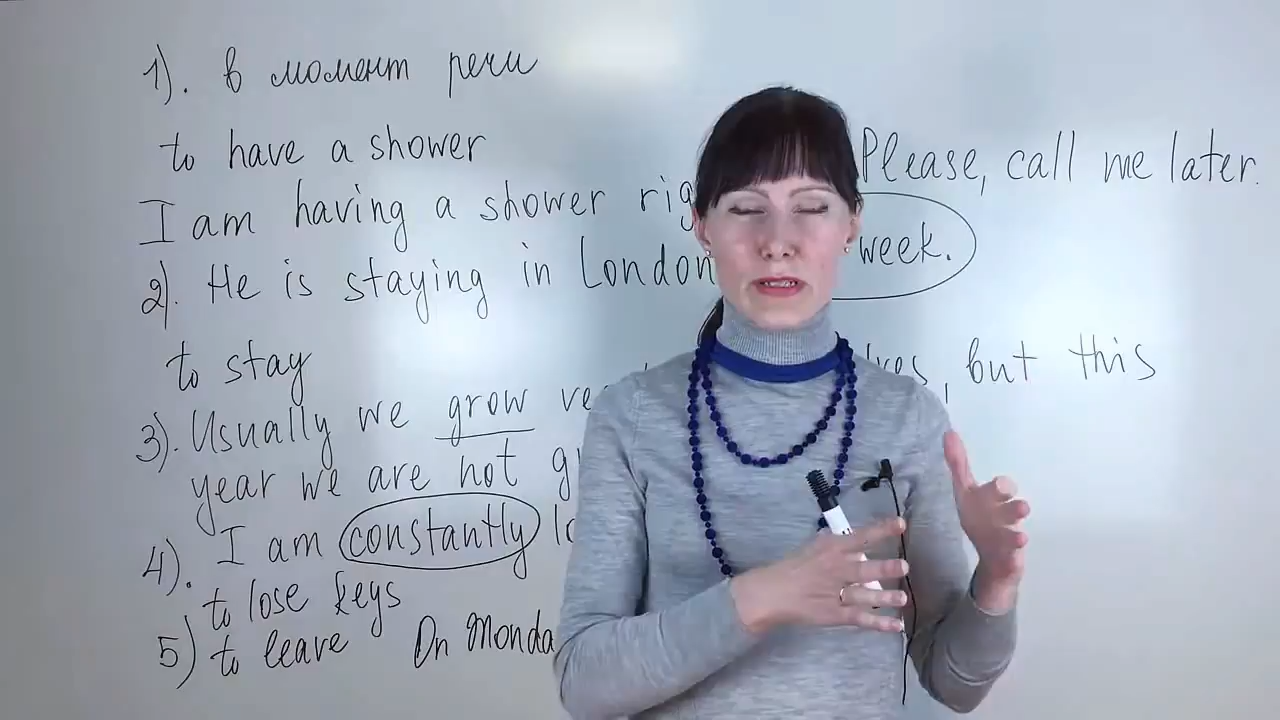 1). в момент речи
to have a shower
I am having a shower Please, call me later.
2). He is staying in London week.
to stay
3). Usually we grow , but this
year we are not
4). I am constantly
to lose keys
5) to leave On